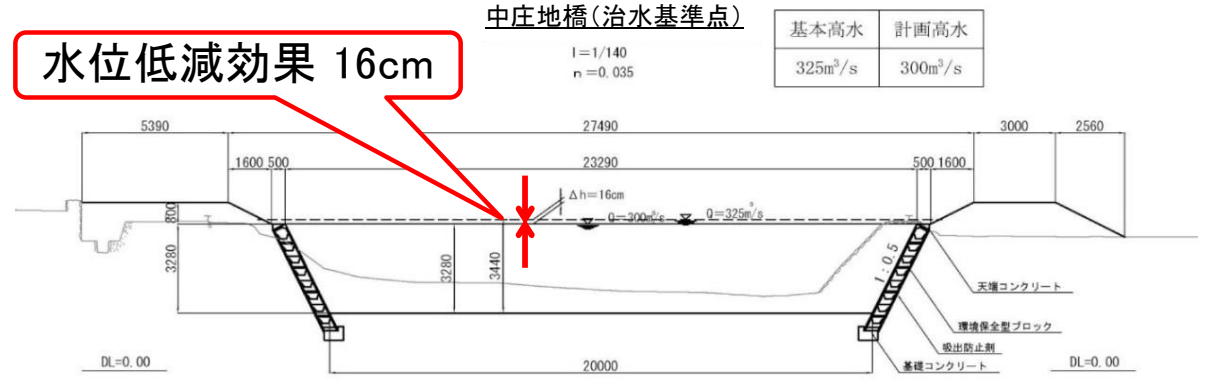 中庄地橋(治水基準点)
I=1/140
n=0.035
基本高水 計画高水
325m³/s 300m³/s
水位低減効果 16cm
5390 27490 3000 2560
1600 500 23290 500 1600
Δh=16cm
Q=300m³/s Q=325m³/s
800
3280
3280
3440
1:0.5
天端コンクリート
環境保全型ブロック
吸出防止剤
基礎コンクリート
DL=0.00 20000 DL=0.00